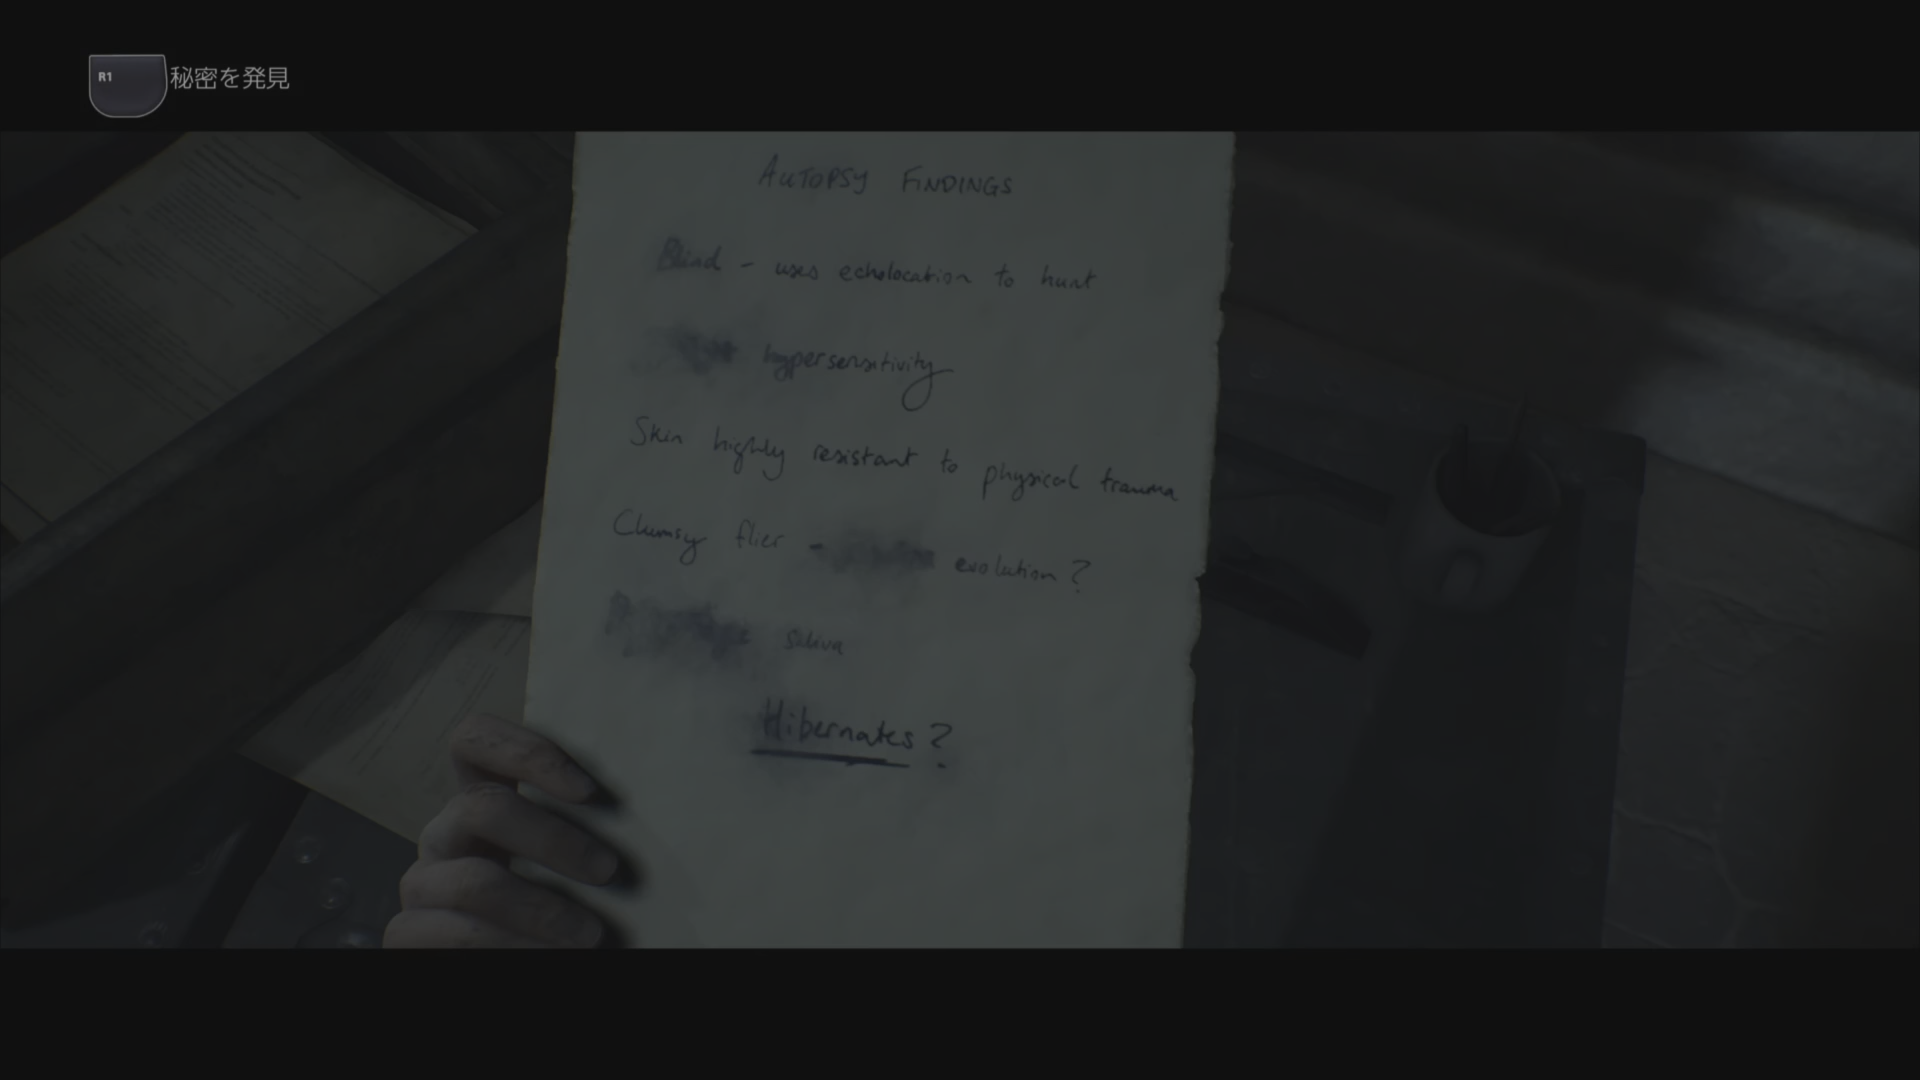 R1 秘密を発見
AUTOPSY FINDINGS
Blind - uses echolocation to hunt
hypersensitivity
Skin highly resistant to physical trauma
Clumsy flier - evolution?
saliva
Hibernates?